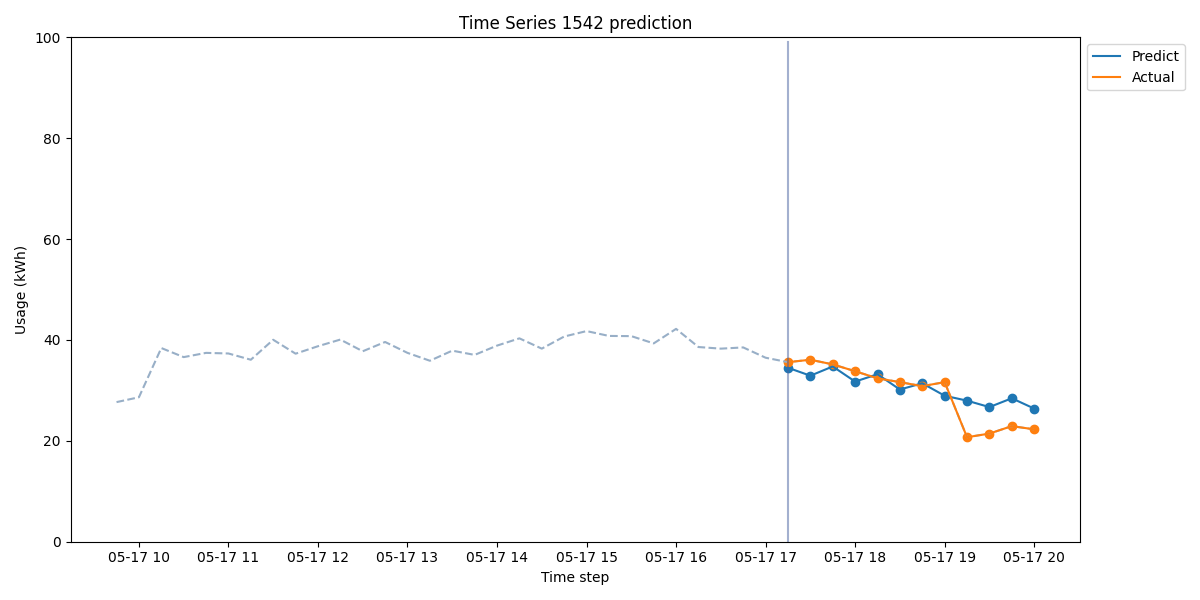 Time Series 1542 prediction
100
80
60
40
20
0
Usage (kWh)
05-17 10 05-17 11 05-17 12 05-17 13 05-17 14 05-17 15 05-17 16 05-17 17 05-17 18 05-17 19 05-17 20
Time step
Predict
Actual